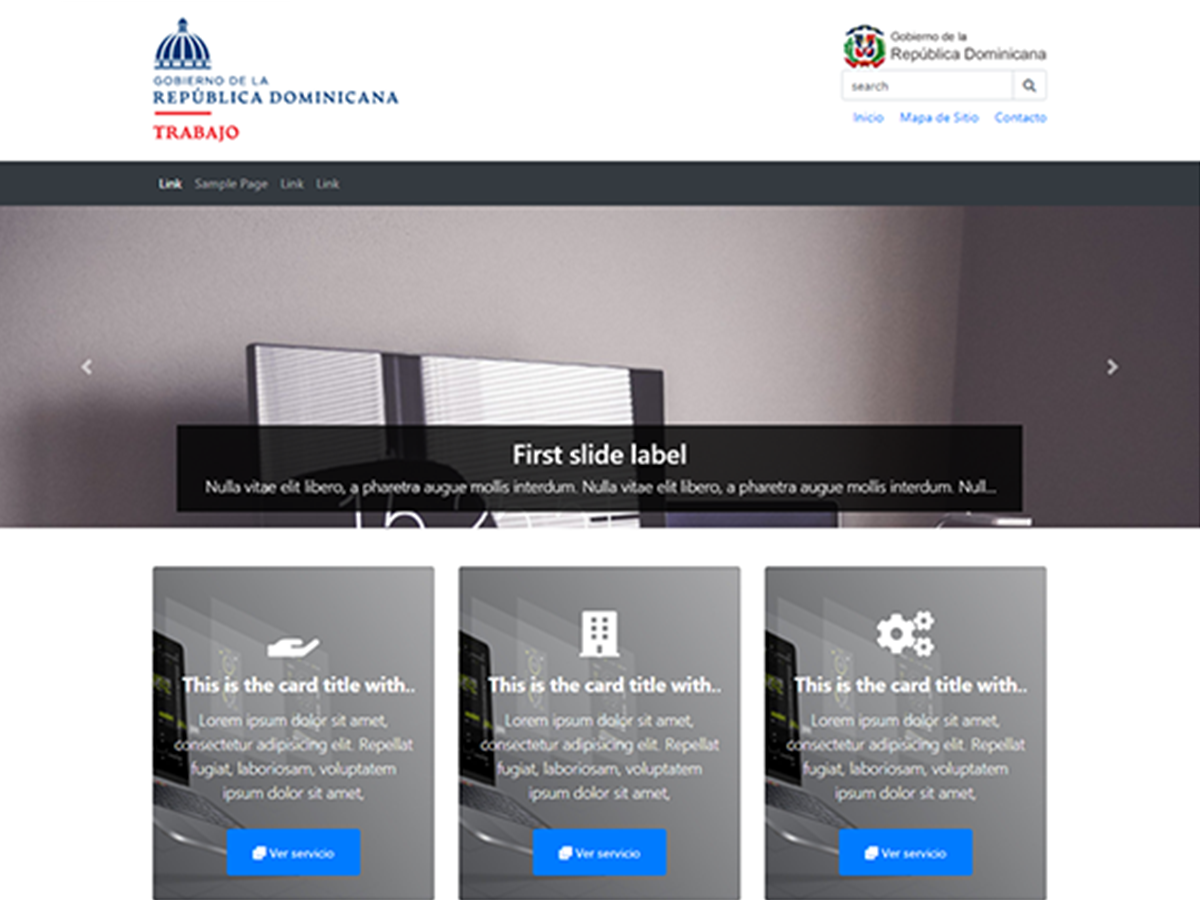 GOBIERNO DE LA
REPÚBLICA DOMINICANA
TRABAJO
Gobierno de la
República Dominicana
search
Inicio Mapa de Sitio Contacto
Link Sample Page Link Link
First slide label
Nulla vitae elit libero, a pharetra augue mollis interdum. Nulla vitae elit libero, a pharetra augue mollis interdum. Null...
This is the card title with..
Lorem ipsum dolor sit amet,
consectetur adipisicing elit. Repellat
fugiat, laboriosam, voluptatem
ipsum dolor sit amet,
Ver servicio
This is the card title with..
Lorem ipsum dolor sit amet,
consectetur adipisicing elit. Repellat
fugiat, laboriosam, voluptatem
ipsum dolor sit amet,
Ver servicio
This is the card title with..
Lorem ipsum dolor sit amet,
consectetur adipisicing elit. Repellat
fugiat, laboriosam, voluptatem
ipsum dolor sit amet,
Ver servicio